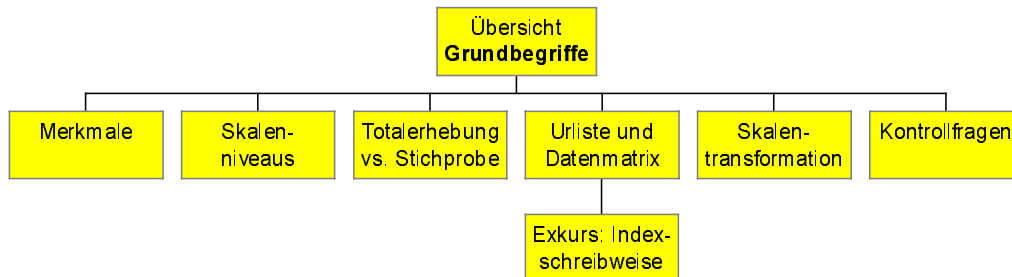 Übersicht
Grundbegriffe
Merkmale
Skalen-
niveaus
Totalerhebung
vs. Stichprobe
Urliste und
Datenmatrix
Skalen-
transformation
Kontrollfragen
Exkurs: Index-
schreibweise